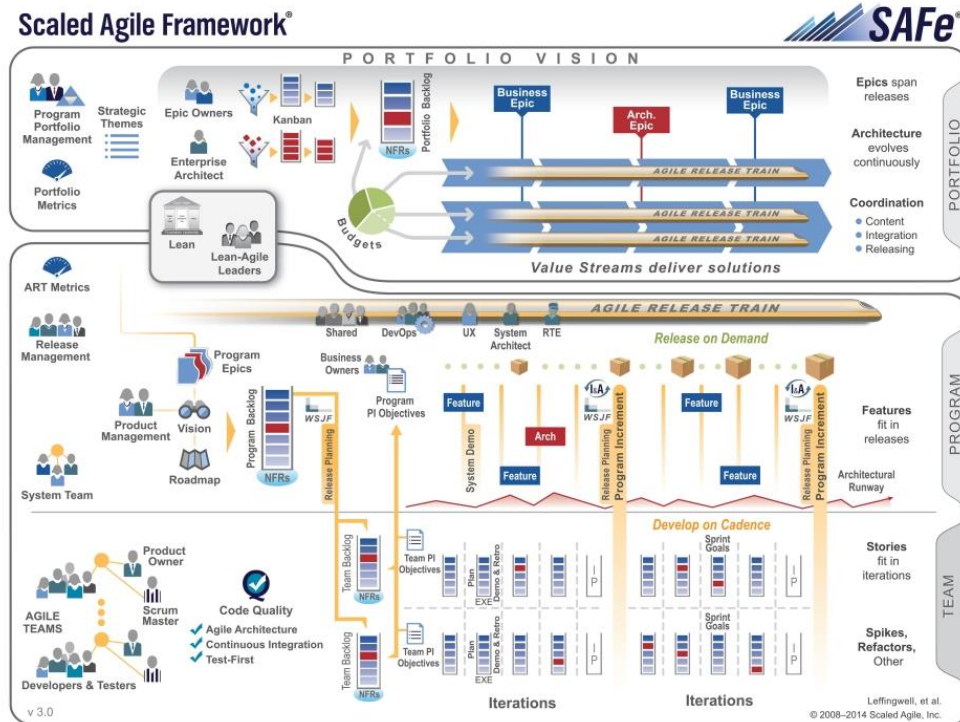 Scaled Agile Framework®
SAFe®
PORTFOLIO VISION
Program
Portfolio
Management
Strategic
Themes
Portfolio
Metrics
Epic Owners
Enterprise
Architect
Kanban
Portfolio Backlog
NFRs
Budgets
Business
Epic
Arch.
Epic
Business
Epic
AGILE RELEASE TRAIN
AGILE RELEASE TRAIN
AGILE RELEASE TRAIN
Value Streams deliver solutions
Epics span
releases
Architecture
evolves
continuously
Coordination
• Content
• Integration
• Releasing
PORTFOLIO
Lean
Lean-Agile
Leaders
ART Metrics
Release
Management
Program
Epics
Product
Management
Vision
Roadmap
System Team
Program Backlog
NFRs
WSJF
Release Planning
AGILE RELEASE TRAIN
Shared
DevOps
UX
System
Architect
RTE
Business
Owners
Program
PI Objectives
Release on Demand
Feature
System Demo
Arch
Feature
I&A
WSJF
Release Planning
Program Increment
Feature
Feature
I&A
WSJF
Release Planning
Program Increment
Features
fit in
releases
Architectural
Runway
PROGRAM
Develop on Cadence
AGILE
TEAMS
Product
Owner
Scrum
Master
Developers & Testers
Code Quality
Agile Architecture
Continuous Integration
Test-First
Team Backlog
NFRs
Team PI
Objectives
Plan
EXE
Demo & Retro
I P
Sprint
Goals
I P
Team Backlog
NFRs
Team PI
Objectives
Plan
EXE
Demo & Retro
I P
Sprint
Goals
I P
Iterations
Iterations
Stories
fit in
iterations
Spikes,
Refactors,
Other
TEAM
v 3.0
Leffingwell, et al.
© 2008–2014 Scaled Agile, Inc.